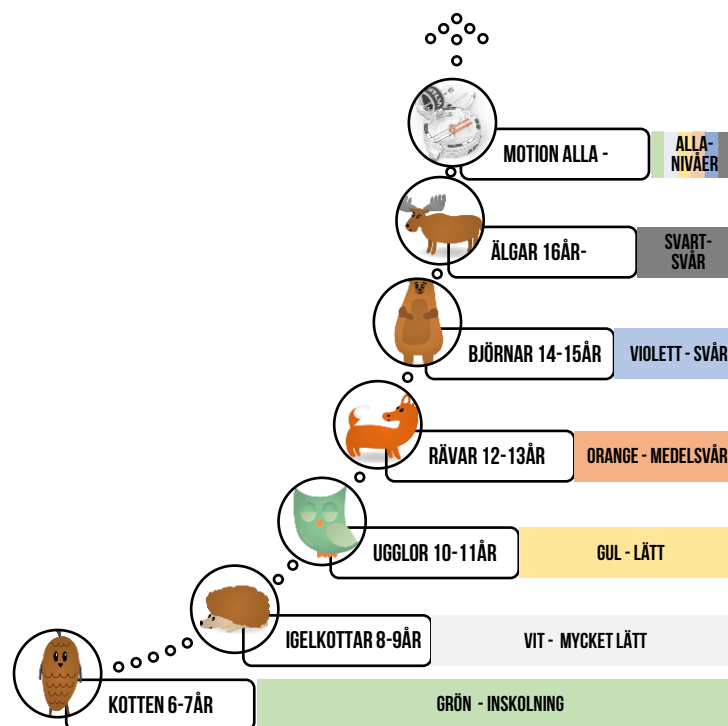 MOTION ALLA -
ALLA-
NIVÅER
ÄLGAR 16ÅR-
SVART-
SVÅR
BJÖRNAR 14-15ÅR
VIOLETT - SVÅR
RÄVAR 12-13ÅR
ORANGE - MEDELSVÅR
UGGLOR 10-11ÅR
GUL - LÄTT
IGELKOTTAR 8-9ÅR
VIT - MYCKET LÄTT
KOTTEN 6-7ÅR
GRÖN - INSKOLNING